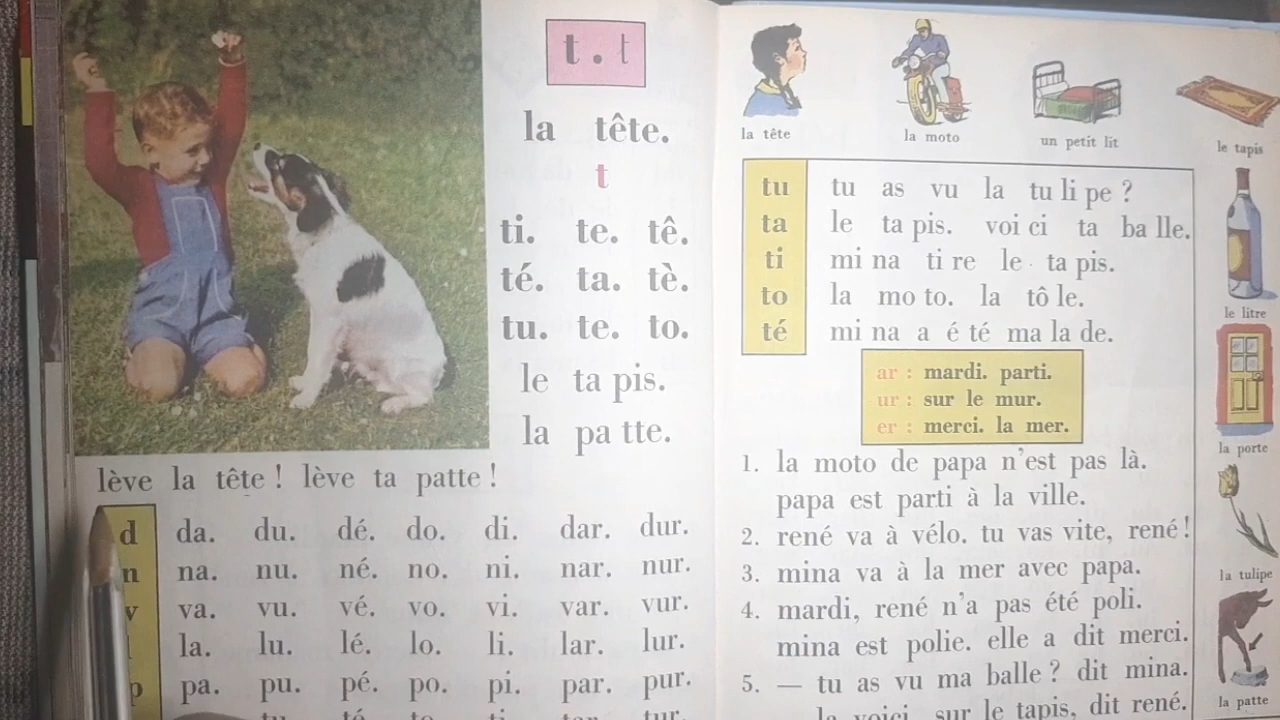 t . t
la tête.
t
ti. te. tê.
té. ta. tè.
tu. te. to.
le ta pis.
la pa tte.
lève la tête ! lève ta patte !
d da. du. dé. do. di. dar. dur.
n na. nu. né. no. ni. nar. nur.
v va. vu. vé. vo. vi. var. vur.
l la. lu. lé. lo. li. lar. lur.
p pa. pu. pé. po. pi. par. pur.
tu té to ti tar tur.
la tête
la moto
un petit lit
le tapis
tu tu as vu la tu li pe ?
ta le ta pis. voi ci ta ba lle.
ti mi na ti re le ta pis.
to la mo to. la tô le.
té mi na a é té ma la de.
ar : mardi. parti.
ur : sur le mur.
er : merci. la mer.
1. la moto de papa n'est pas là.
papa est parti à la ville.
2. rené va à vélo. tu vas vite, rené !
3. mina va à la mer avec papa.
4. mardi, rené n'a pas été poli.
mina est polie. elle a dit merci.
5. — tu as vu ma balle ? dit mina.
la voici sur le tapis, dit rené.
le litre
la porte
la tulipe
la patte